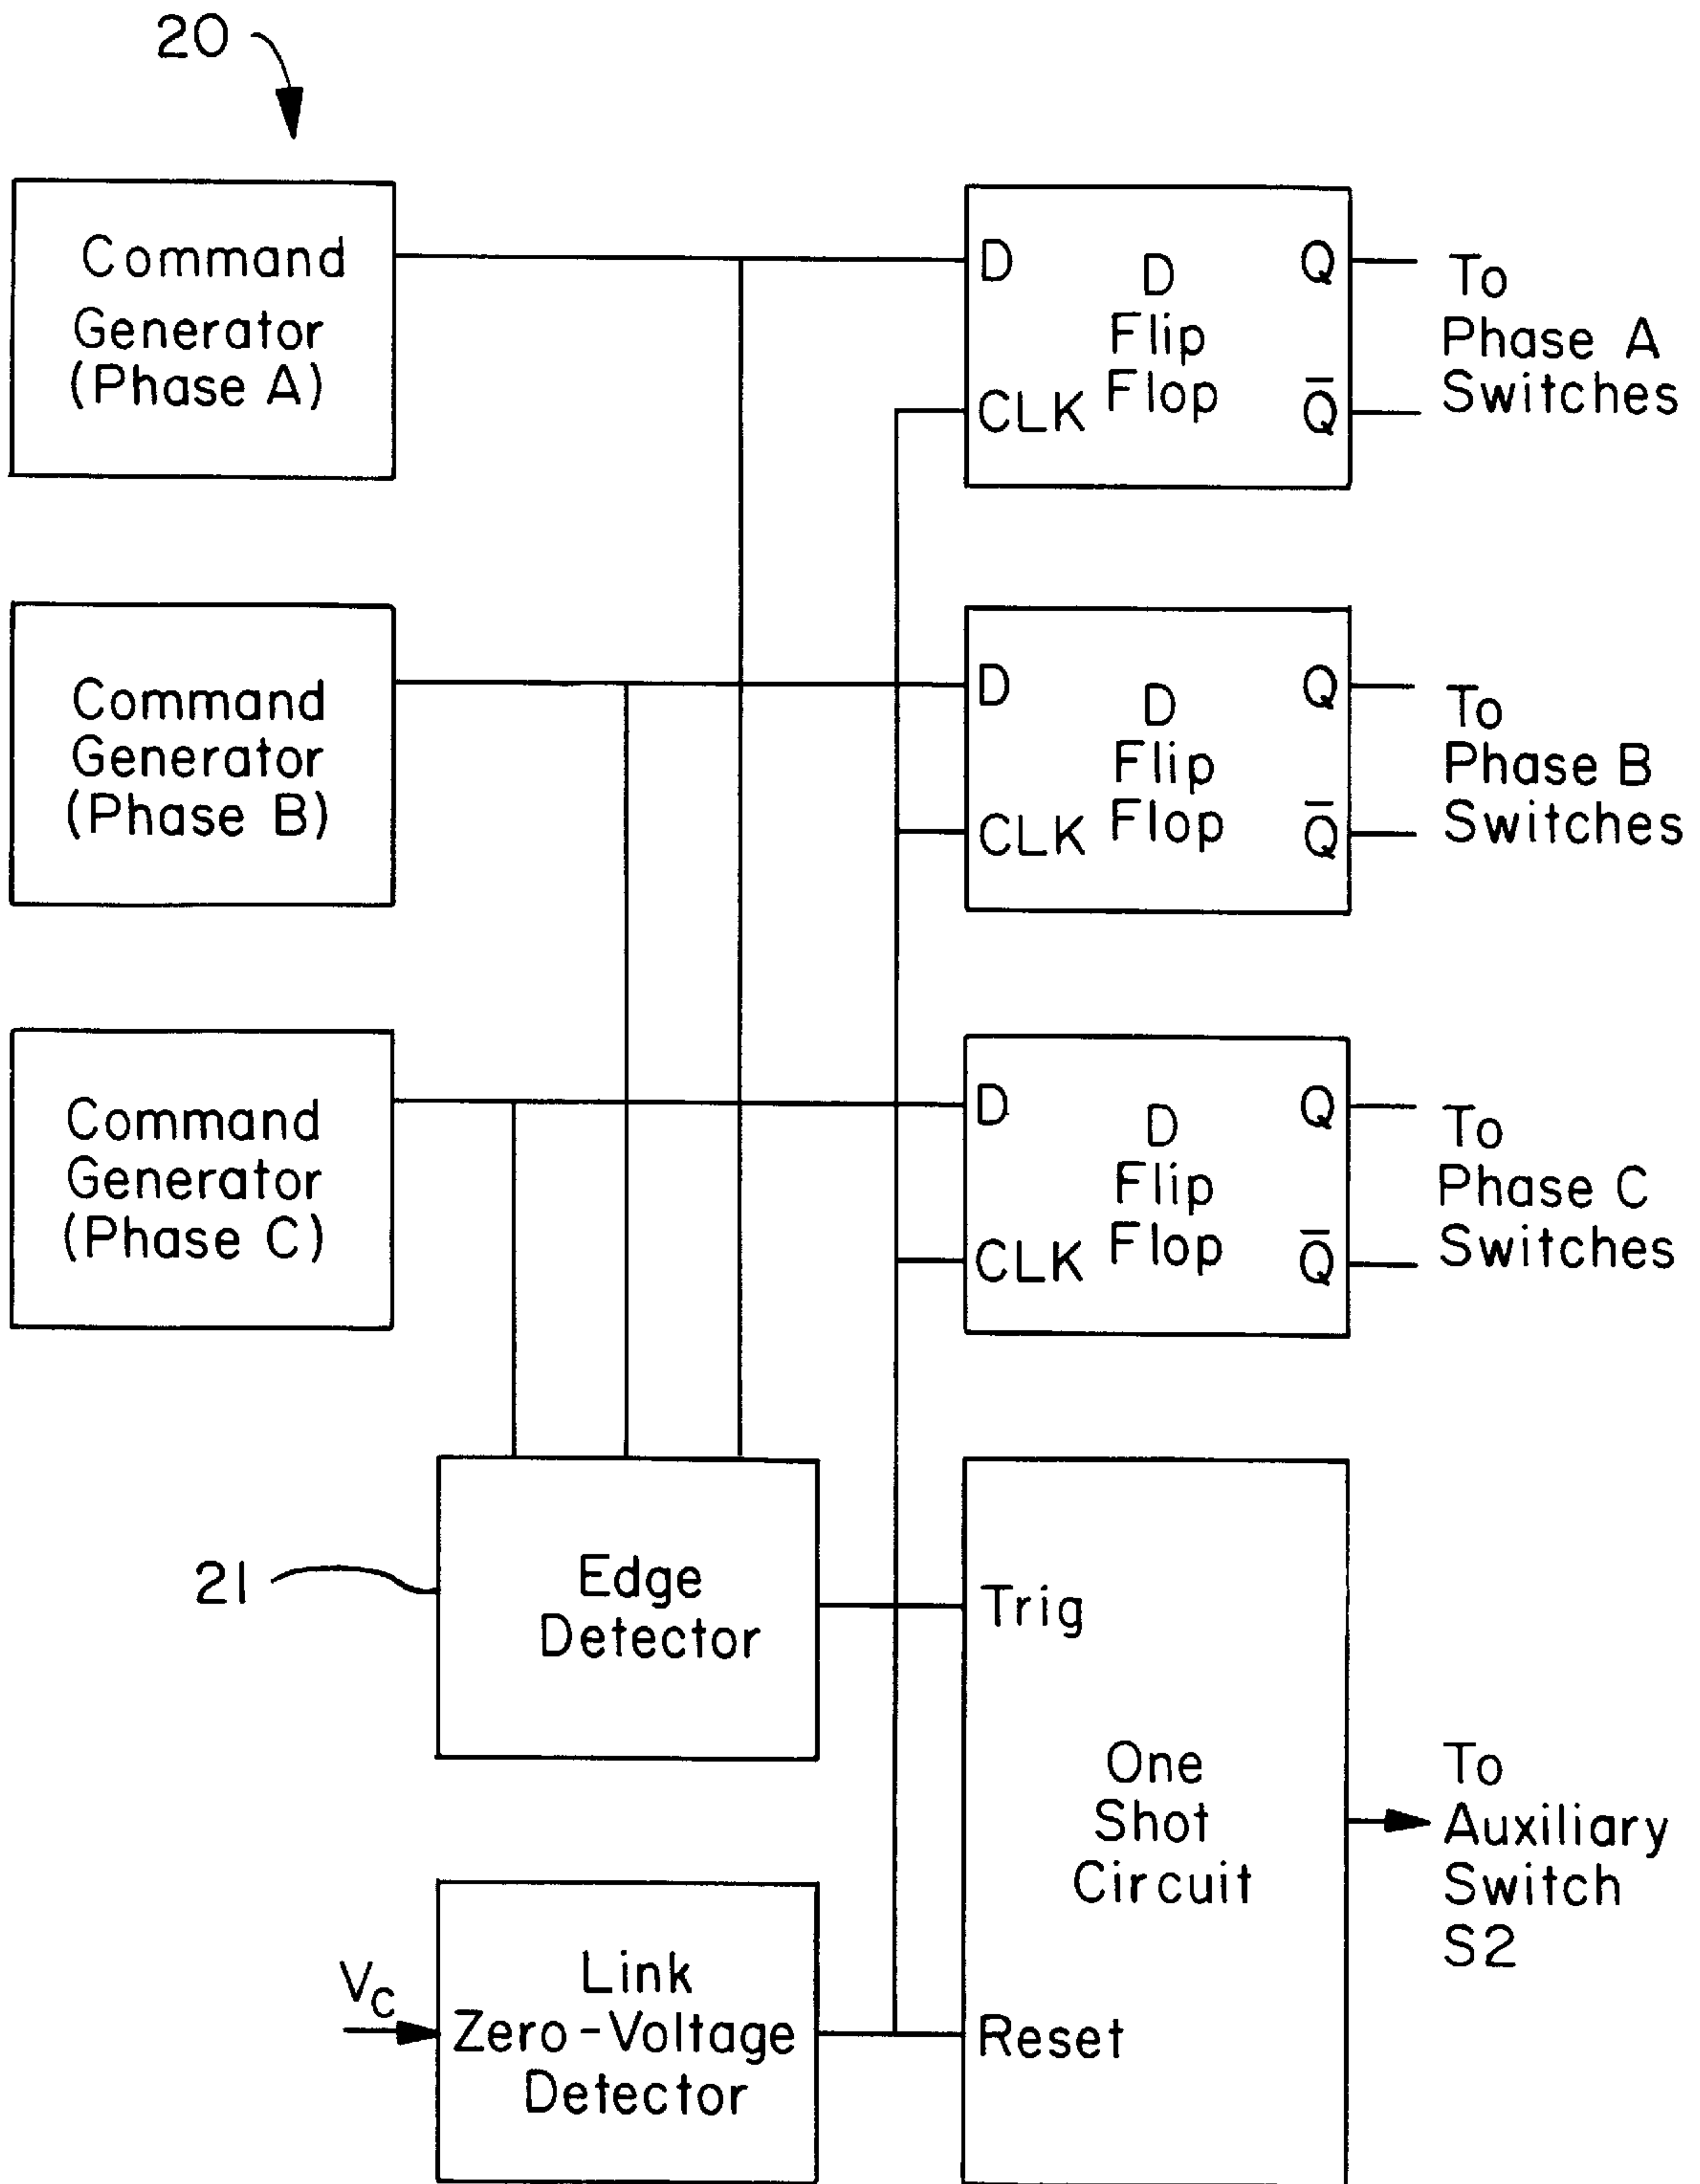 20
Command
Generator
(Phase A)
D
CLK
D
Flip
Flop
Q
Q̅
To
Phase A
Switches
Command
Generator
(Phase B)
D
CLK
D
Flip
Flop
Q
Q̅
To
Phase B
Switches
Command
Generator
(Phase C)
D
CLK
D
Flip
Flop
Q
Q̅
To
Phase C
Switches
21
Edge
Detector
Trig
One
Shot
Circuit
Reset
To
Auxiliary
Switch
S2
Vc
Link
Zero-Voltage
Detector